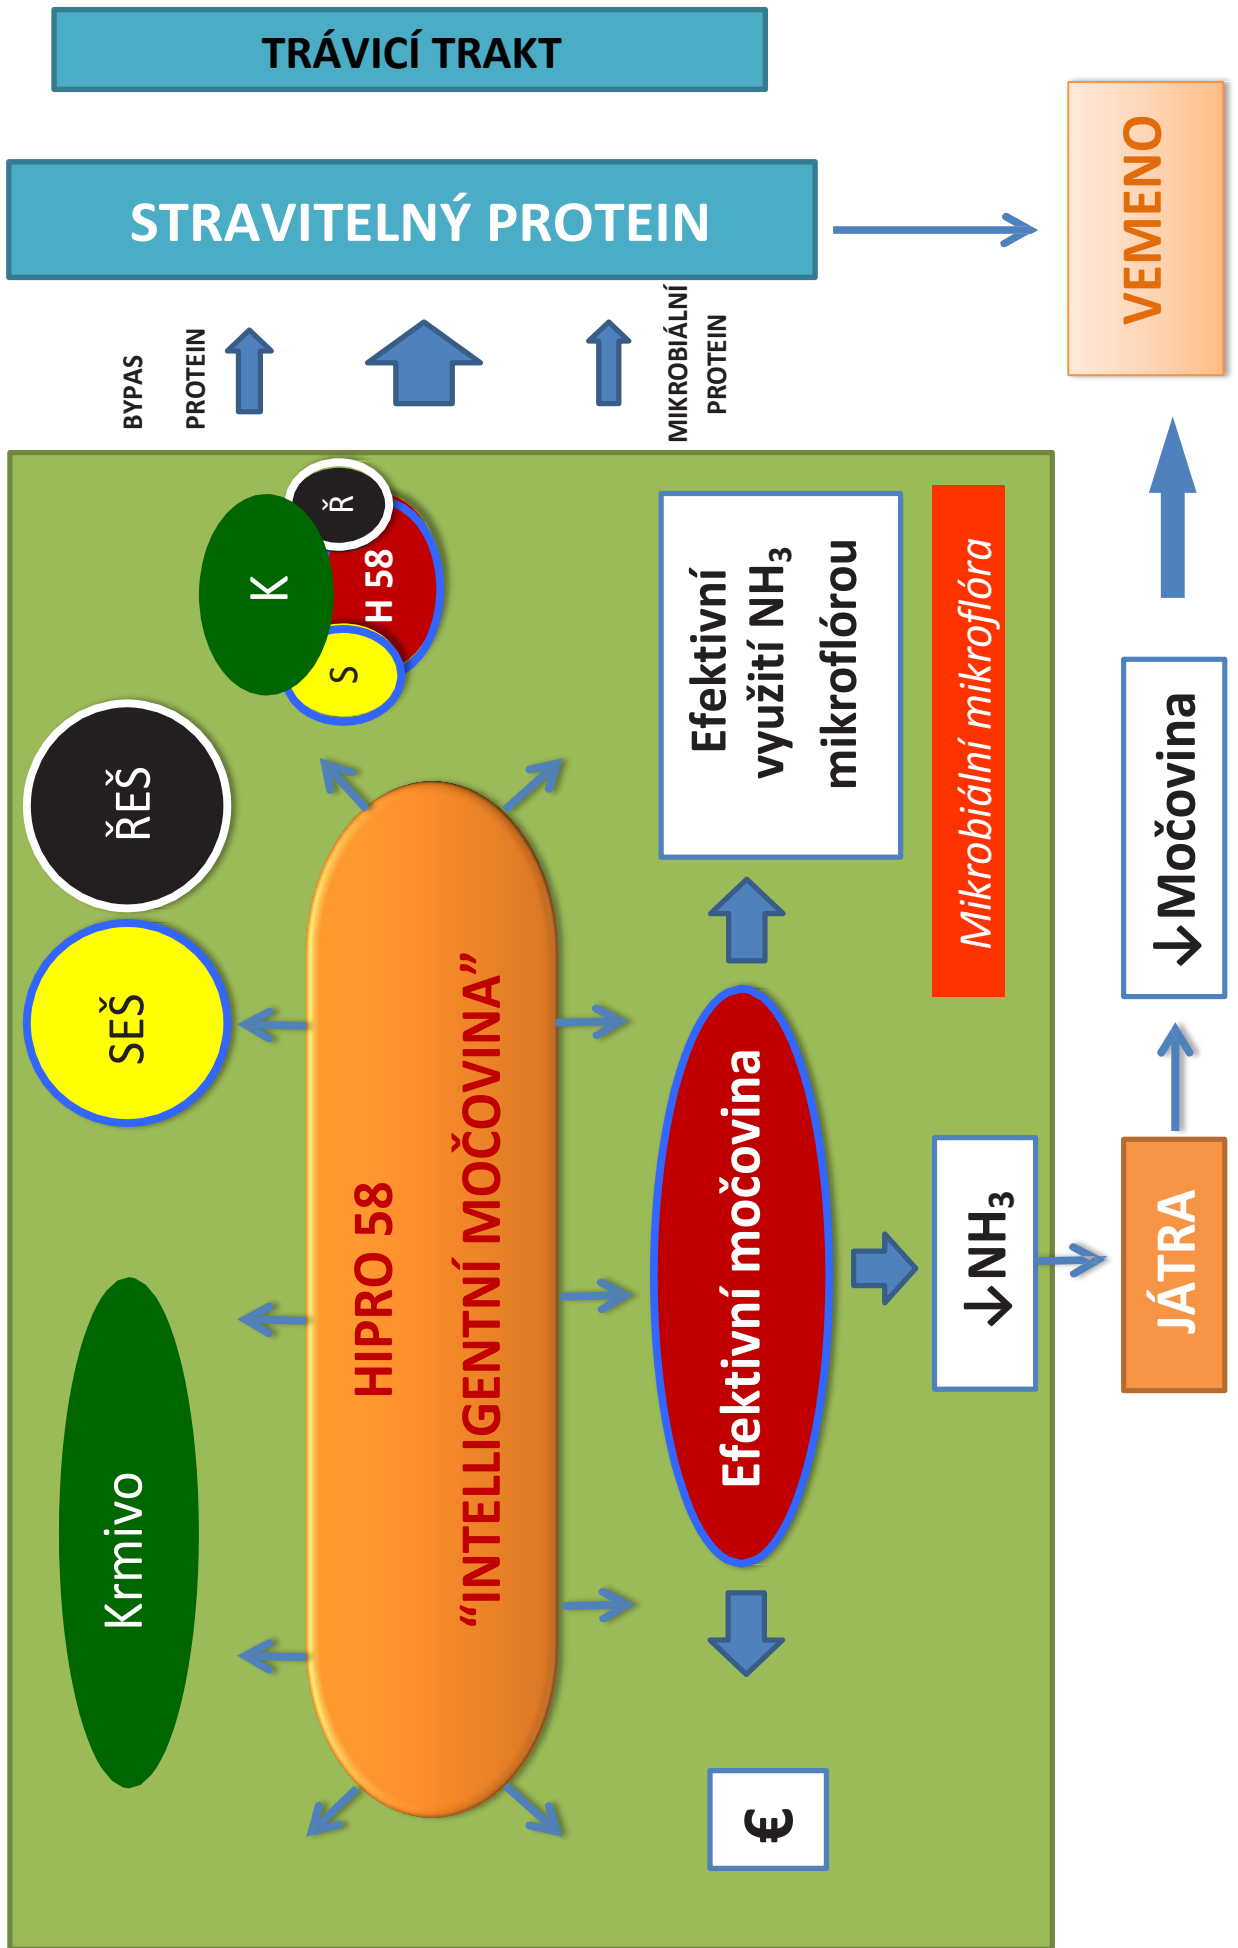 TRÁVICÍ TRAKT
STRAVITELNÝ PROTEIN
VEMENO
BYPAS
PROTEIN
MIKROBIÁLNÍ
PROTEIN
K
Ř
H 58
S
ŘEŠ
SEŠ
Krmivo
HIPRO 58
“INTELLIGENTNÍ MOČOVINA”
Efektivní
využití NH₃
mikroflórou
Mikrobiální mikroflóra
Efektivní močovina
€
↓NH₃
JÁTRA
↓Močovina